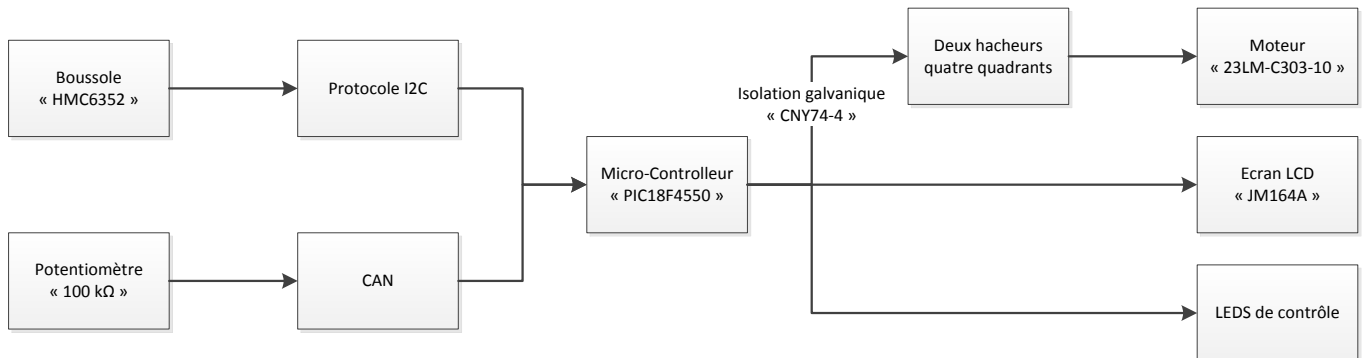 Boussole
« HMC6352 »
Protocole I2C
Potentiomètre
« 100 kΩ »
CAN
Micro-Controlleur
« PIC18F4550 »
Isolation galvanique
« CNY74-4 »
Deux hacheurs
quatre quadrants
Moteur
« 23LM-C303-10 »
Ecran LCD
« JM164A »
LEDS de contrôle